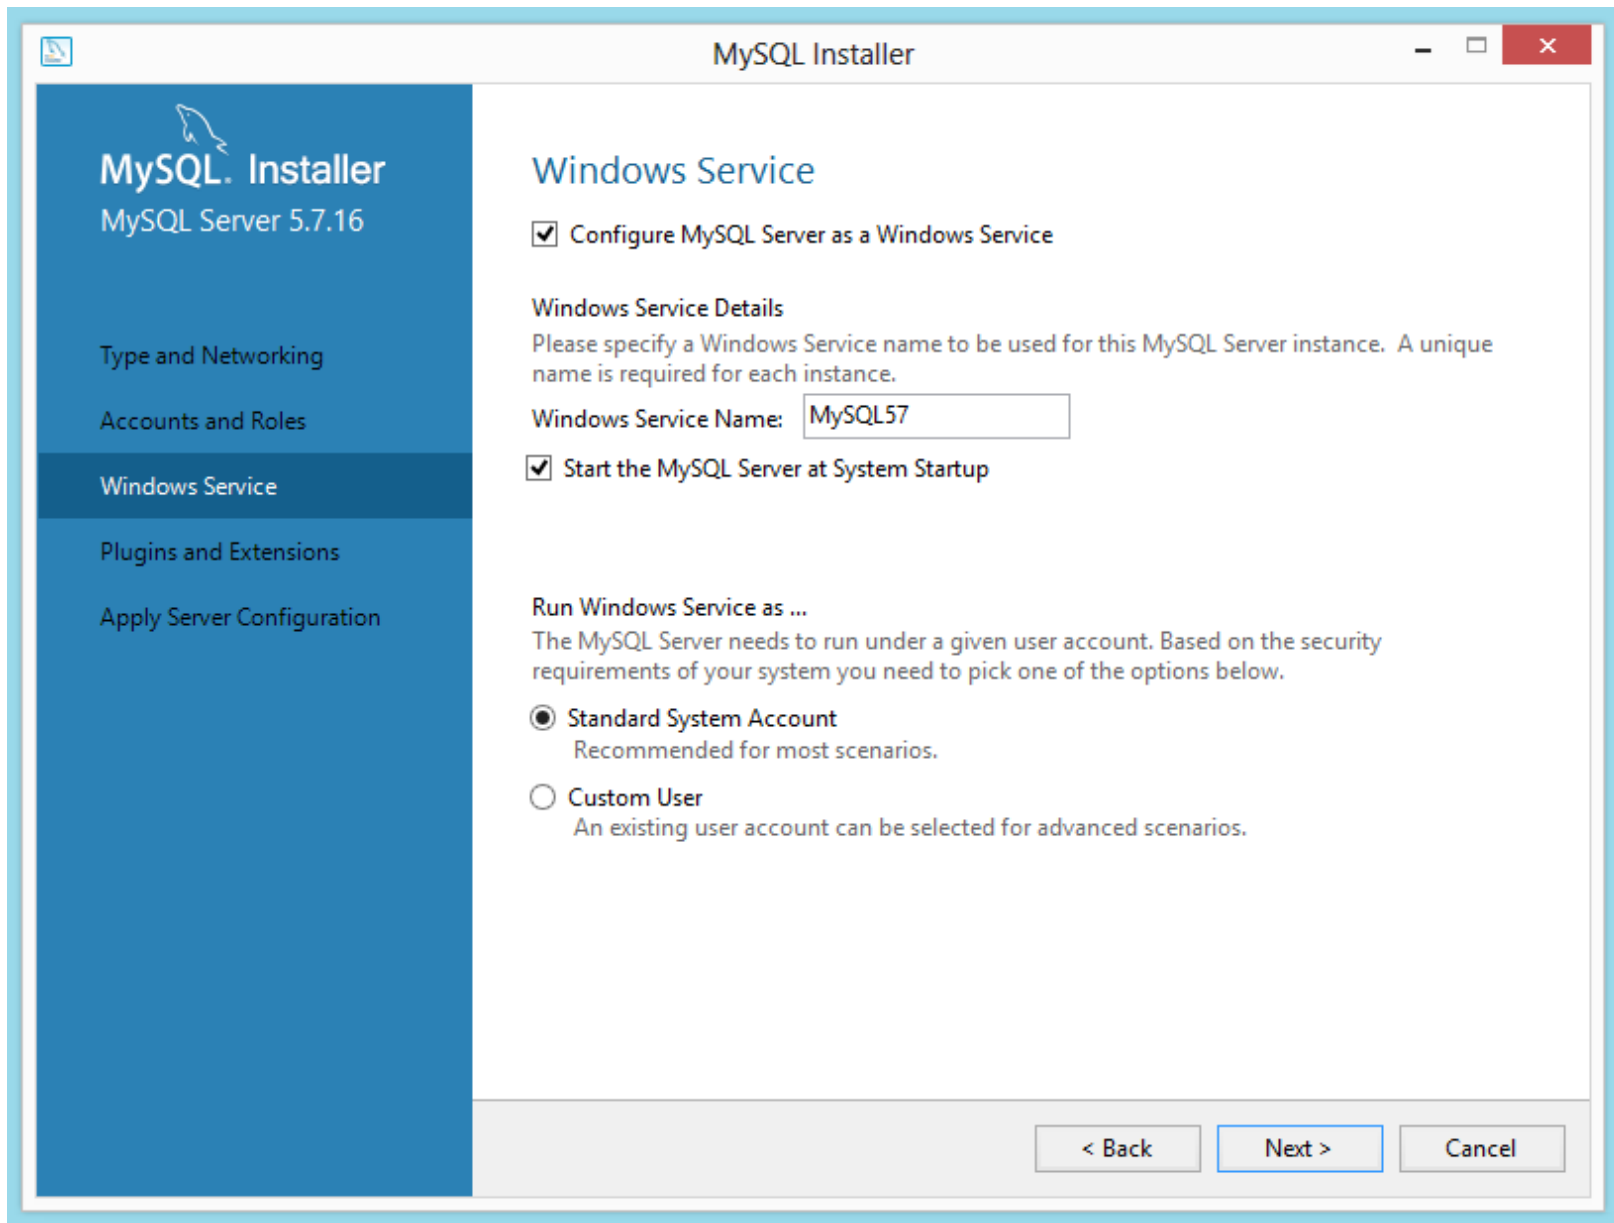 MySQL Installer
MySQL. Installer
MySQL Server 5.7.16
Type and Networking
Accounts and Roles
Windows Service
Plugins and Extensions
Apply Server Configuration
Windows Service
Configure MySQL Server as a Windows Service
Windows Service Details
Please specify a Windows Service name to be used for this MySQL Server instance. A unique
name is required for each instance.
Windows Service Name: MySQL57
Start the MySQL Server at System Startup
Run Windows Service as ...
The MySQL Server needs to run under a given user account. Based on the security
requirements of your system you need to pick one of the options below.
Standard System Account
Recommended for most scenarios.
Custom User
An existing user account can be selected for advanced scenarios.
< Back Next > Cancel